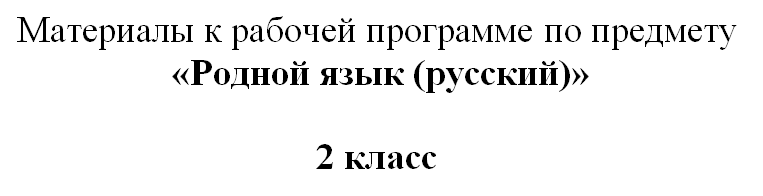 Материалы к рабочей программе по предмету
«Родной язык (русский)»
2 класс